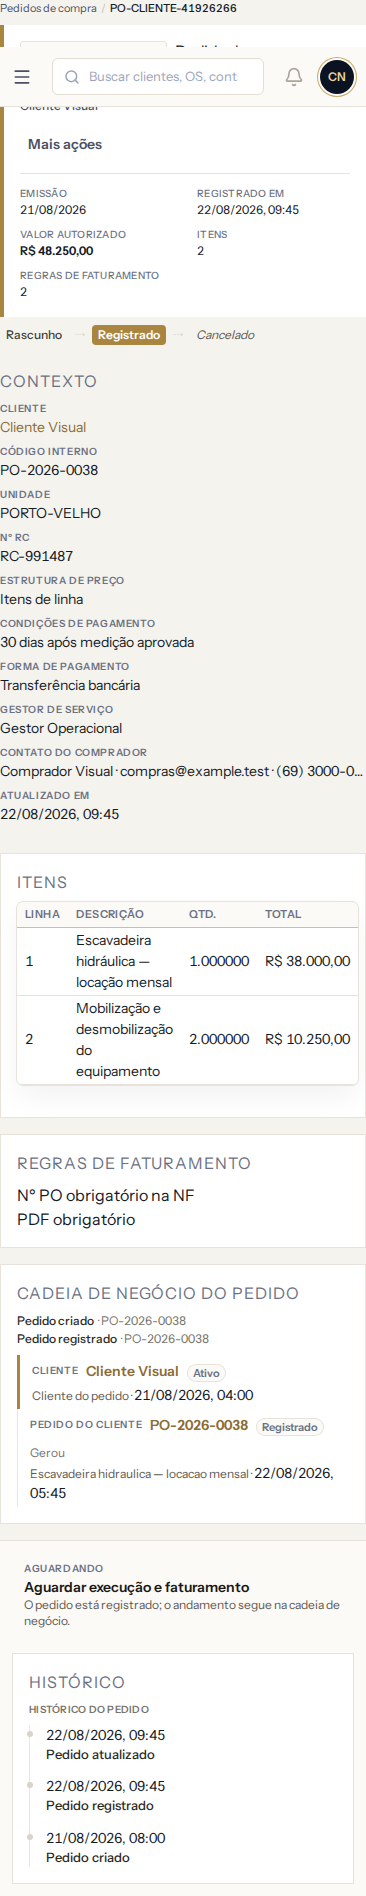 Pedidos de compra / PO-CLIENTE-41926266
Buscar clientes, OS, cont
CN
Cliente Visual
Mais ações
EMISSÃO
21/08/2026
REGISTRADO EM
22/08/2026, 09:45
VALOR AUTORIZADO
R$ 48.250,00
ITENS
2
REGRAS DE FATURAMENTO
2
Rascunho → Registrado → Cancelado
CONTEXTO
CLIENTE
Cliente Visual
CÓDIGO INTERNO
PO-2026-0038
UNIDADE
PORTO-VELHO
Nº RC
RC-991487
ESTRUTURA DE PREÇO
Itens de linha
CONDIÇÕES DE PAGAMENTO
30 dias após medição aprovada
FORMA DE PAGAMENTO
Transferência bancária
GESTOR DE SERVIÇO
Gestor Operacional
CONTATO DO COMPRADOR
Comprador Visual · compras@example.test · (69) 3000-0...
ATUALIZADO EM
22/08/2026, 09:45
ITENS
LINHA DESCRIÇÃO QTD. TOTAL
1 Escavadeira hidráulica — locação mensal 1.000000 R$ 38.000,00
2 Mobilização e desmobilização do equipamento 2.000000 R$ 10.250,00
REGRAS DE FATURAMENTO
Nº PO obrigatório na NF
PDF obrigatório
CADEIA DE NEGÓCIO DO PEDIDO
Pedido criado · PO-2026-0038
Pedido registrado · PO-2026-0038
CLIENTE Cliente Visual Ativo
Cliente do pedido · 21/08/2026, 04:00
PEDIDO DO CLIENTE PO-2026-0038 Registrado
Gerou
Escavadeira hidraulica — locacao mensal · 22/08/2026,
05:45
AGUARDANDO
Aguardar execução e faturamento
O pedido está registrado; o andamento segue na cadeia de
negócio.
HISTÓRICO
HISTÓRICO DO PEDIDO
22/08/2026, 09:45
Pedido atualizado
22/08/2026, 09:45
Pedido registrado
21/08/2026, 08:00
Pedido criado